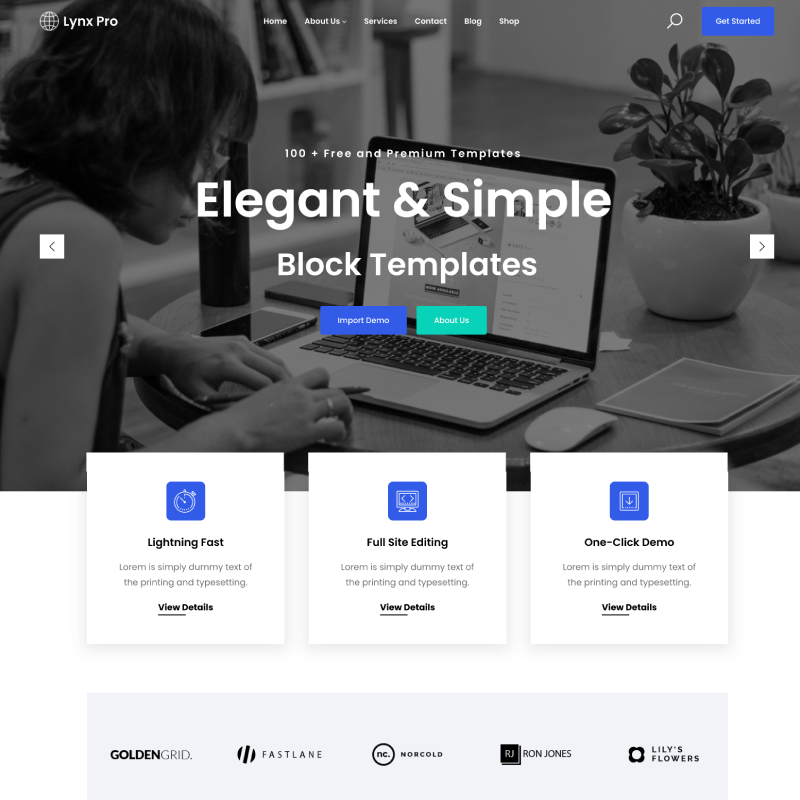 Lynx Pro
Home
About Us
Services
Contact
Blog
Shop
Get Started
100 + Free and Premium Templates
Elegant & Simple
Block Templates
Import Demo
About Us
Lightning Fast
Lorem is simply dummy text of
the printing and typesetting.
View Details
Full Site Editing
Lorem is simply dummy text of
the printing and typesetting.
View Details
One-Click Demo
Lorem is simply dummy text of
the printing and typesetting.
View Details
GOLDENGRID.
FASTLANE
nc. NORCOLD
RJ RON JONES
LILY'S
FLOWERS